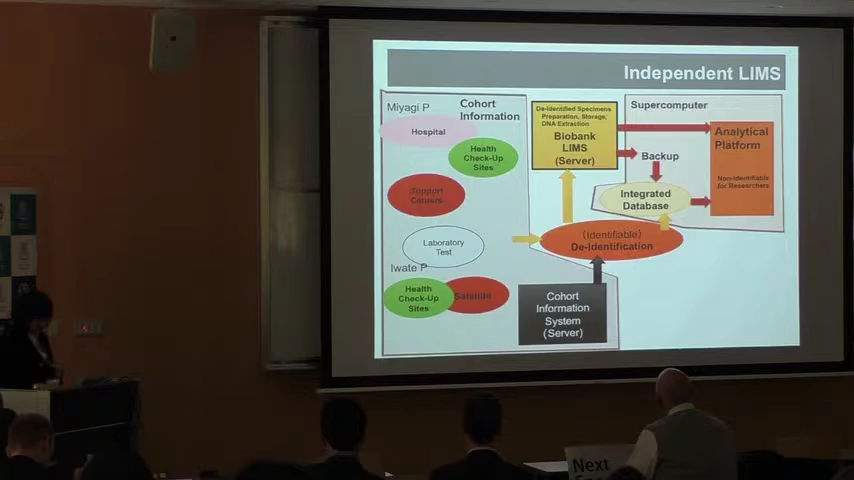 Independent LIMS
Miyagi P
Cohort
Information
Hospital
Health
Check-Up
Sites
Support
Centers
Laboratory
Test
Iwate P
Health
Check-Up
Sites
Satellite
De-Identified Specimens
Preparation, Storage,
DNA Extraction
Biobank
LIMS
(Server)
Supercomputer
Analytical
Platform
Non-Identifiable
for Researchers
Backup
Integrated
Database
(Identifiable)
De-Identification
Cohort
Information
System
(Server)
Next